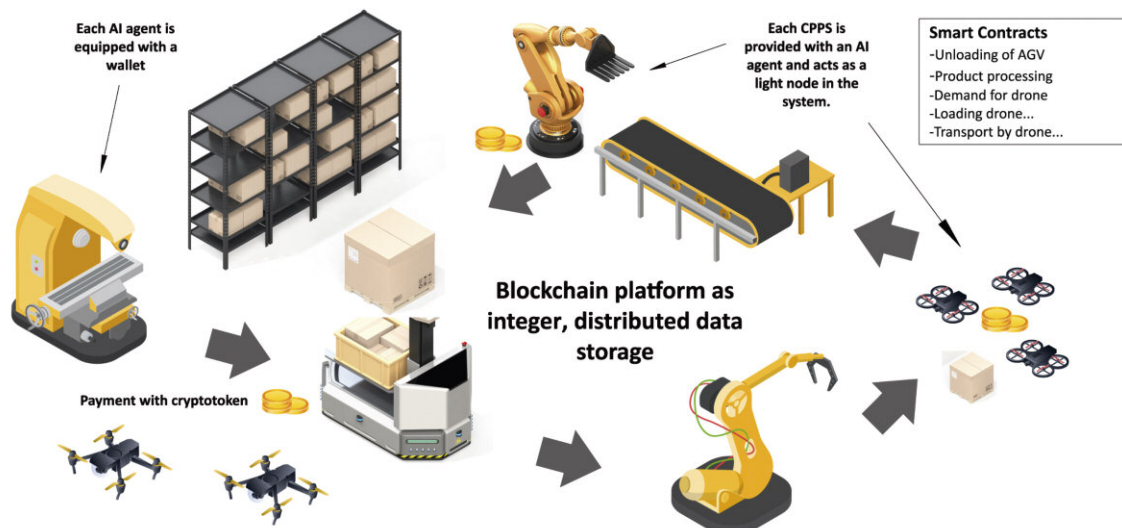 Each AI agent is
equipped with a
wallet
Each CPPS is
provided with an AI
agent and acts as a
light node in the
system.
Smart Contracts
-Unloading of AGV
-Product processing
-Demand for drone
-Loading drone...
-Transport by drone...
Blockchain platform as
integer, distributed data
storage
Payment with cryptotoken